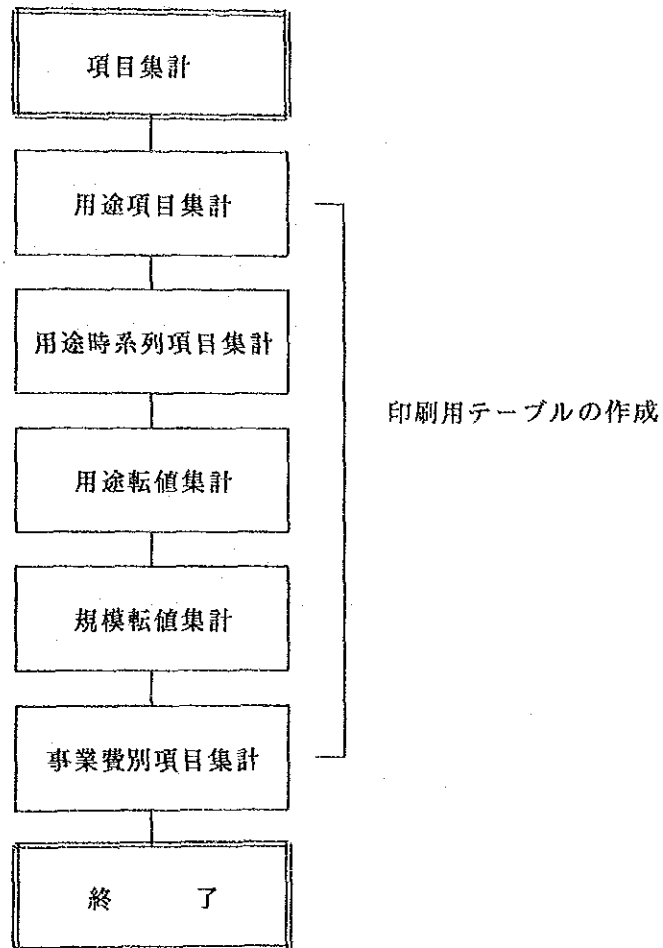 項目集計
用途項目集計
用途時系列項目集計
印刷用テーブルの作成
用途転値集計
規模転値集計
事業費別項目集計
終 了